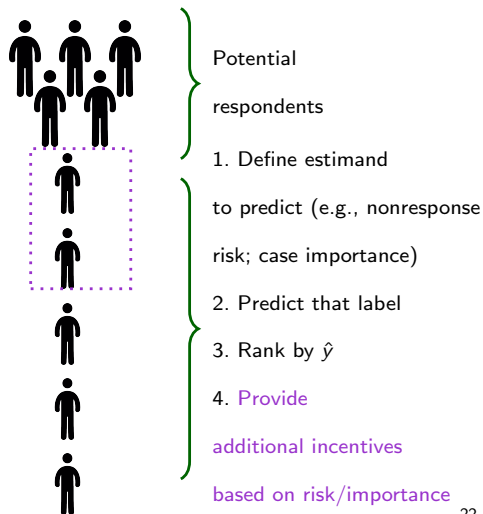 Potential
respondents
1. Define estimand
to predict (e.g., nonresponse
risk; case importance)
2. Predict that label
3. Rank by ŷ
4. Provide
additional incentives
based on risk/importance